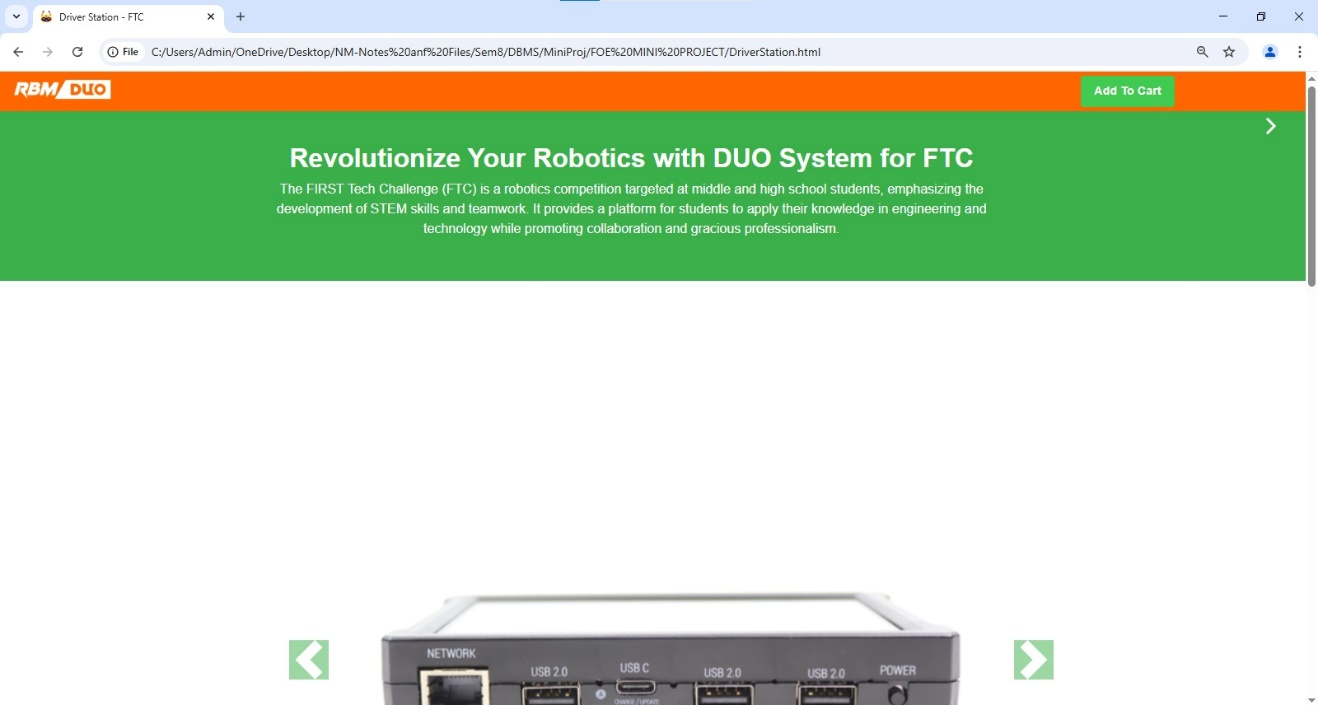 Driver Station - FTC
File
C:/Users/Admin/OneDrive/Desktop/NM-Notes%20anf%20Files/Sem8/DBMS/MiniProj/FOE%20MINI%20PROJECT/DriverStation.html
RBM DUO
Add To Cart
Revolutionize Your Robotics with DUO System for FTC
The FIRST Tech Challenge (FTC) is a robotics competition targeted at middle and high school students, emphasizing the
development of STEM skills and teamwork. It provides a platform for students to apply their knowledge in engineering and
technology while promoting collaboration and gracious professionalism.
NETWORK
USB 2.0
USB C
USB 2.0
USB 2.0
POWER
CHARGE / UPDATE